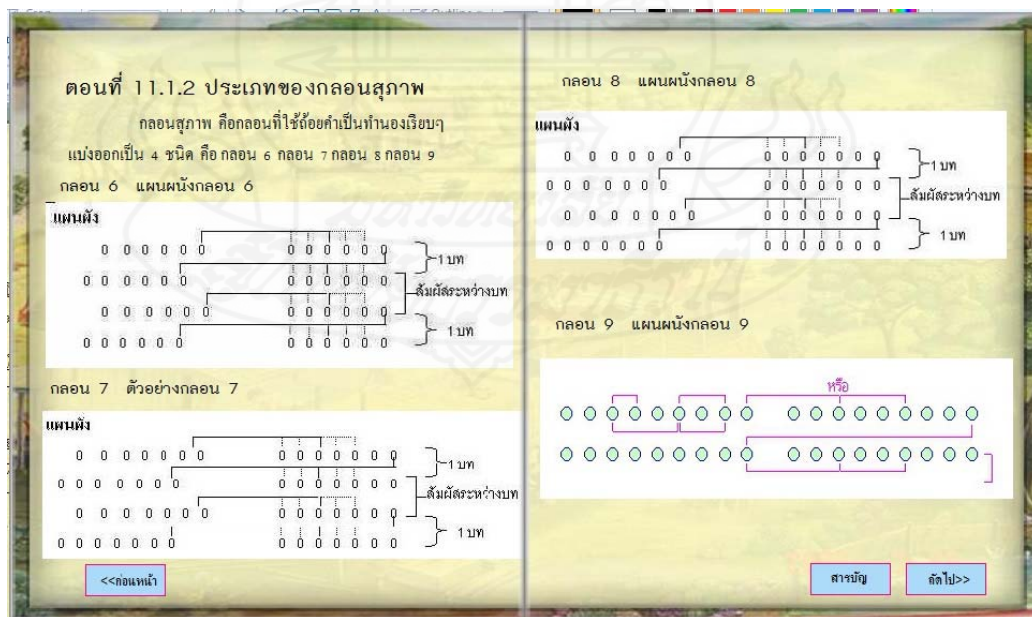 ตอนที่ 11.1.2 ประเภทของกลอนสุภาพ
กลอนสุภาพ คือกลอนที่ใช้ถ้อยคำเป็นทำนองเรียบๆ
แบ่งออกเป็น 4 ชนิด คือ กลอน 6 กลอน 7 กลอน 8 กลอน 9
กลอน 6 แผนผนังกลอน 6
แผนผัง
0 0 0 0 0 0 0 0 0 0 0 0
1 บท
0 0 0 0 0 0 0 0 0 0 0 0
สัมผัสระหว่างบท
0 0 0 0 0 0 0 0 0 0 0 0
1 บท
0 0 0 0 0 0 0 0 0 0 0 0
กลอน 7 ตัวอย่างกลอน 7
แผนผัง
0 0 0 0 0 0 0 0 0 0 0 0 0 0
1 บท
0 0 0 0 0 0 0 0 0 0 0 0 0 0
สัมผัสระหว่างบท
0 0 0 0 0 0 0 0 0 0 0 0 0 0
1 บท
0 0 0 0 0 0 0 0 0 0 0 0 0 0
<<ก่อนหน้า
กลอน 8 แผนผนังกลอน 8
แผนผัง
0 0 0 0 0 0 0 0 0 0 0 0 0 0
1 บท
0 0 0 0 0 0 0 0 0 0 0 0 0 0
สัมผัสระหว่างบท
0 0 0 0 0 0 0 0 0 0 0 0 0 0
1 บท
0 0 0 0 0 0 0 0 0 0 0 0 0 0
กลอน 9 แผนผนังกลอน 9
หรือ
สารบัญ
ถัดไป>>